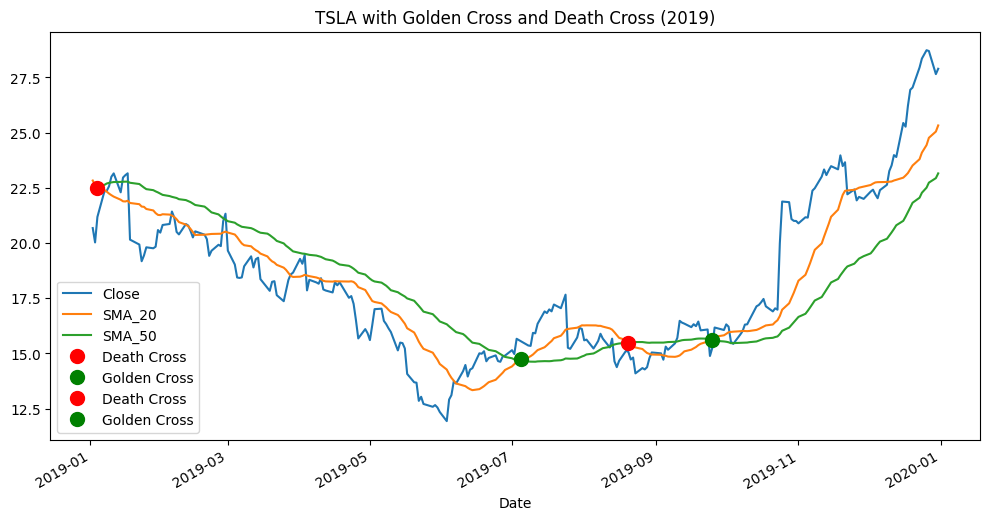 TSLA with Golden Cross and Death Cross (2019)
27.5
25.0
22.5
20.0
17.5
15.0
12.5
Close
SMA_20
SMA_50
Death Cross
Golden Cross
Death Cross
Golden Cross
2019-01
2019-03
2019-05
2019-07
2019-09
2019-11
2020-01
Date